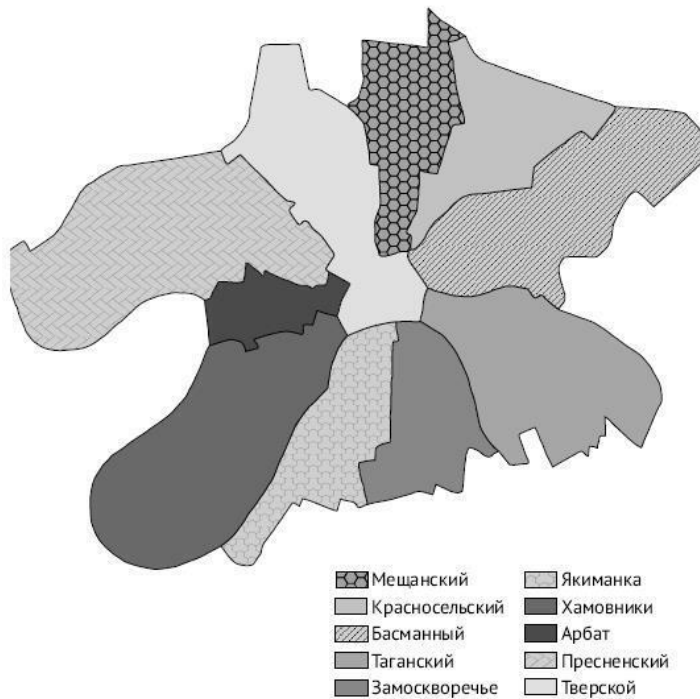 Мещанский
Красносельский
Басманный
Таганский
Замоскворечье
Якиманка
Хамовники
Арбат
Пресненский
Тверской